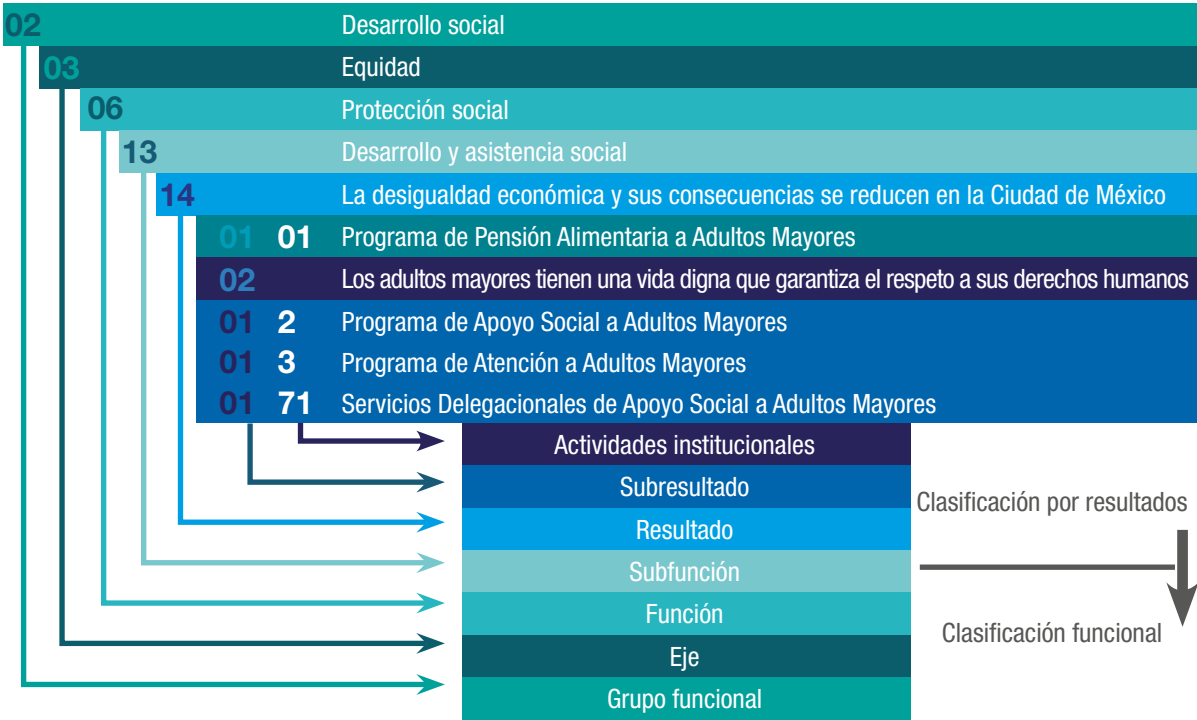 02 Desarrollo social
03 Equidad
06 Protección social
13 Desarrollo y asistencia social
14 La desigualdad económica y sus consecuencias se reducen en la Ciudad de México
01 01 Programa de Pensión Alimentaria a Adultos Mayores
02 Los adultos mayores tienen una vida digna que garantiza el respeto a sus derechos humanos
01 2 Programa de Apoyo Social a Adultos Mayores
01 3 Programa de Atención a Adultos Mayores
01 71 Servicios Delegacionales de Apoyo Social a Adultos Mayores
Actividades institucionales
Subresultado
Resultado
Subfunción
Función
Eje
Grupo funcional
Clasificación por resultados
Clasificación funcional